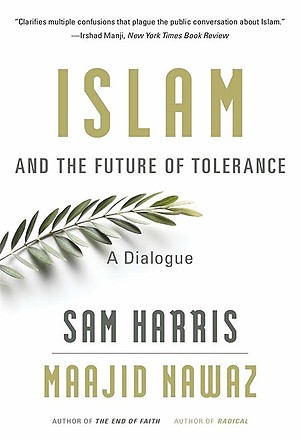 “Clarifies multiple confusions that plague the public conversation about Islam.”
—Irshad Manji, New York Times Book Review
ISLAM
AND THE FUTURE OF TOLERANCE
A Dialogue
SAM HARRIS
MAAJID NAWAZ
AUTHOR OF THE END OF FAITH AUTHOR OF RADICAL